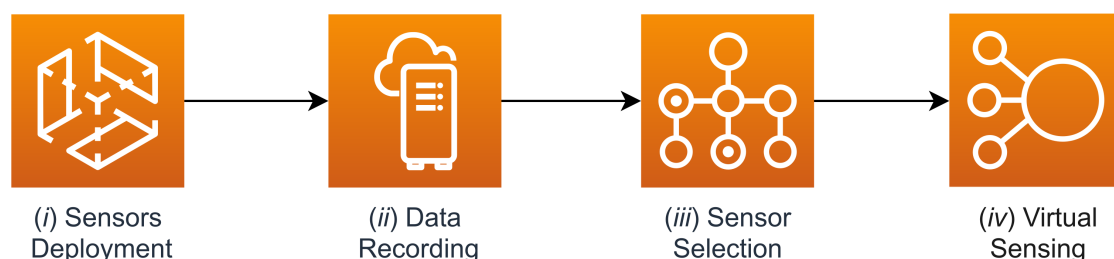 (i) Sensors
Deployment
(ii) Data
Recording
(iii) Sensor
Selection
(iv) Virtual
Sensing